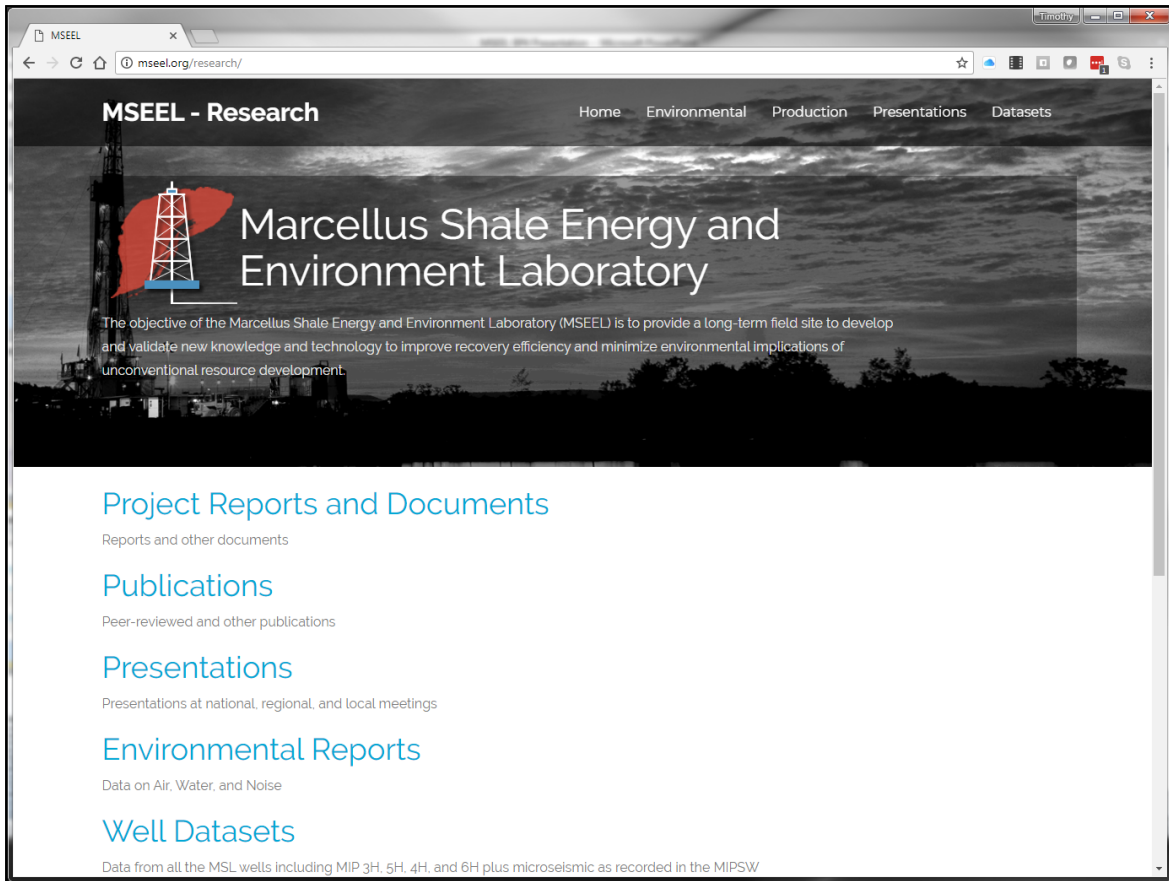 Timothy
MSEEL
mseel.org/research/
1
MSEEL - Research
Home Environmental Production Presentations Datasets
Marcellus Shale Energy and
Environment Laboratory
The objective of the Marcellus Shale Energy and Environment Laboratory (MSEEL) is to provide a long-term field site to develop
and validate new knowledge and technology to improve recovery efficiency and minimize environmental implications of
unconventional resource development.
Project Reports and Documents
Reports and other documents
Publications
Peer-reviewed and other publications
Presentations
Presentations at national, regional, and local meetings
Environmental Reports
Data on Air, Water, and Noise
Well Datasets
Data from all the MSL wells including MIP 3H, 5H, 4H, and 6H plus microseismic as recorded in the MIPSW